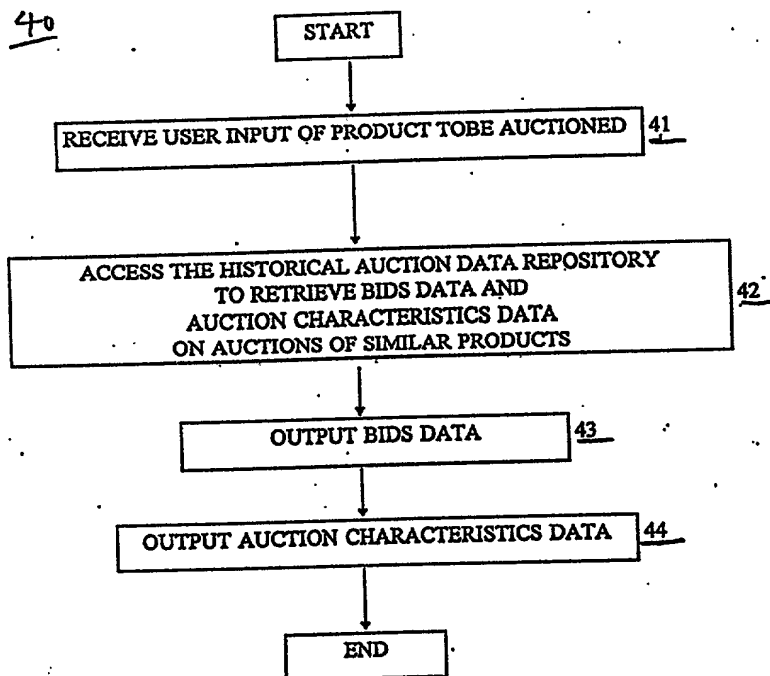 40
START
RECEIVE USER INPUT OF PRODUCT TOBE AUCTIONED
41
ACCESS THE HISTORICAL AUCTION DATA REPOSITORY
TO RETRIEVE BIDS DATA AND
AUCTION CHARACTERISTICS DATA
ON AUCTIONS OF SIMILAR PRODUCTS
42
OUTPUT BIDS DATA
43
OUTPUT AUCTION CHARACTERISTICS DATA
44
END